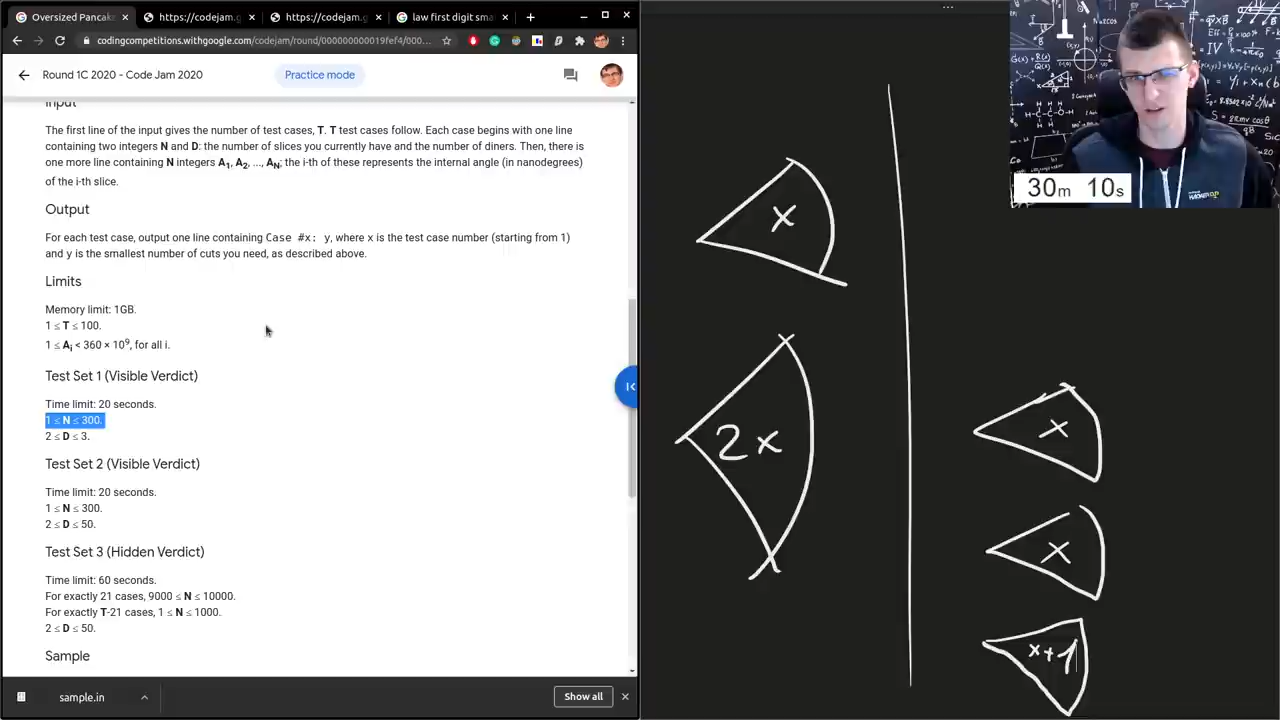 Oversized Pancak
https://codejam.g
https://codejam.g
law first digit sma
codingcompetitions.withgoogle.com/codejam/round/000000000019fef4/000...
Round 1C 2020 - Code Jam 2020
Practice mode
Input
The first line of the input gives the number of test cases, T. T test cases follow. Each case begins with one line
containing two integers N and D: the number of slices you currently have and the number of diners. Then, there is
one more line containing N integers A1, A2, ..., AN; the i-th of these represents the internal angle (in nanodegrees)
of the i-th slice.
Output
For each test case, output one line containing Case #x: y, where x is the test case number (starting from 1)
and y is the smallest number of cuts you need, as described above.
Limits
Memory limit: 1GB.
1 ≤ T ≤ 100.
1 ≤ Ai < 360 × 10⁹, for all i.
Test Set 1 (Visible Verdict)
Time limit: 20 seconds.
1 ≤ N ≤ 300.
2 ≤ D ≤ 3.
Test Set 2 (Visible Verdict)
Time limit: 20 seconds.
1 ≤ N ≤ 300.
2 ≤ D ≤ 50.
Test Set 3 (Hidden Verdict)
Time limit: 60 seconds.
For exactly 21 cases, 9000 ≤ N ≤ 10000.
For exactly T-21 cases, 1 ≤ N ≤ 1000.
2 ≤ D ≤ 50.
Sample
sample.in
Show all
x
2x
x
x
x+1
30m 10s